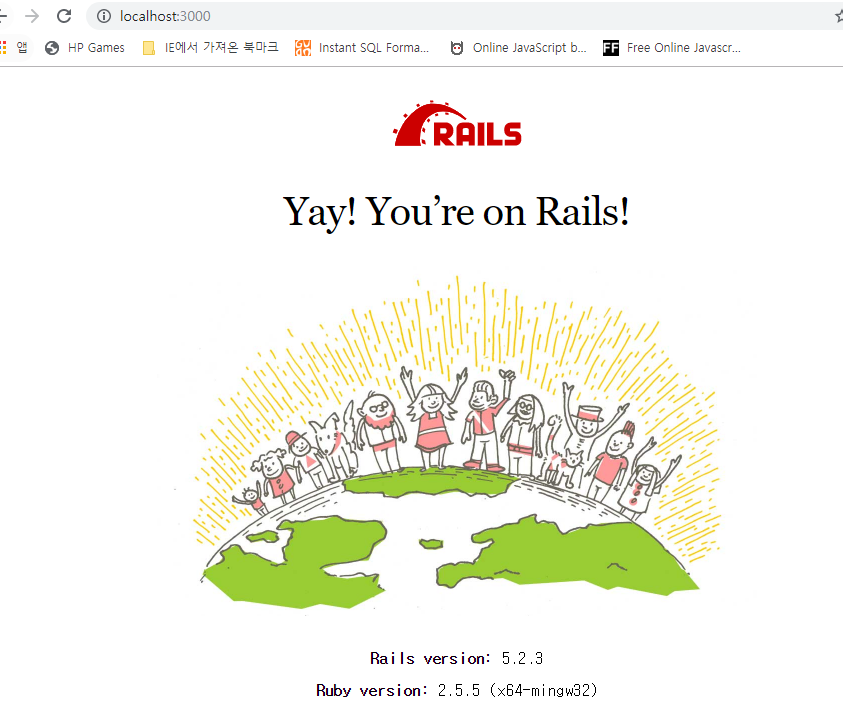 localhost:3000
앱 HP Games IE에서 가져온 북마크 Instant SQL Forma... Online JavaScript b... FF Free Online Javascr...
RAILS
Yay! You’re on Rails!
Rails version: 5.2.3
Ruby version: 2.5.5 (x64-mingw32)